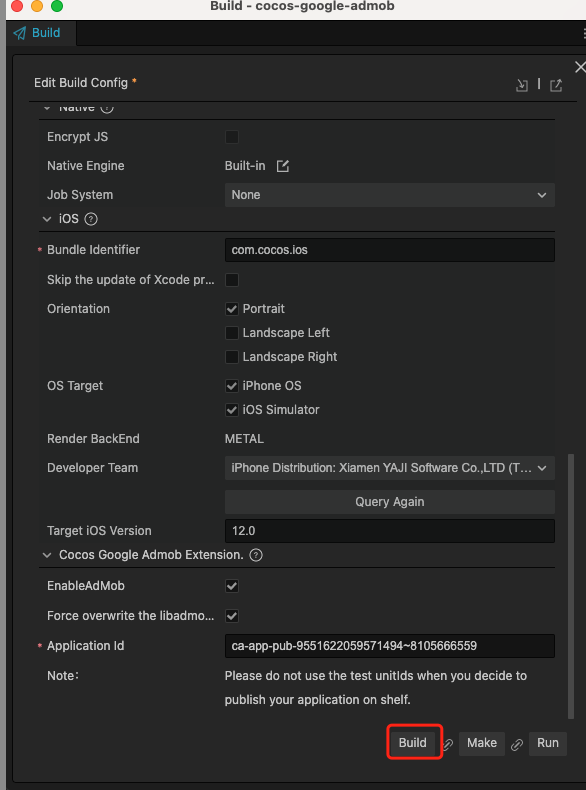 Build - cocos-google-admob
Build
Edit Build Config *
Native ?
Encrypt JS
Native Engine Built-in
Job System None
iOS ?
* Bundle Identifier com.cocos.ios
Skip the update of Xcode pr...
Orientation Portrait
Landscape Left
Landscape Right
OS Target iPhone OS
iOS Simulator
Render BackEnd METAL
Developer Team iPhone Distribution: Xiamen YAJI Software Co.,LTD (T...
Query Again
Target iOS Version 12.0
Cocos Google Admob Extension. ?
EnableAdMob
Force overwrite the libadmo...
* Application Id ca-app-pub-9551622059571494~8105666559
Note： Please do not use the test unitIds when you decide to
publish your application on shelf.
Build Make Run